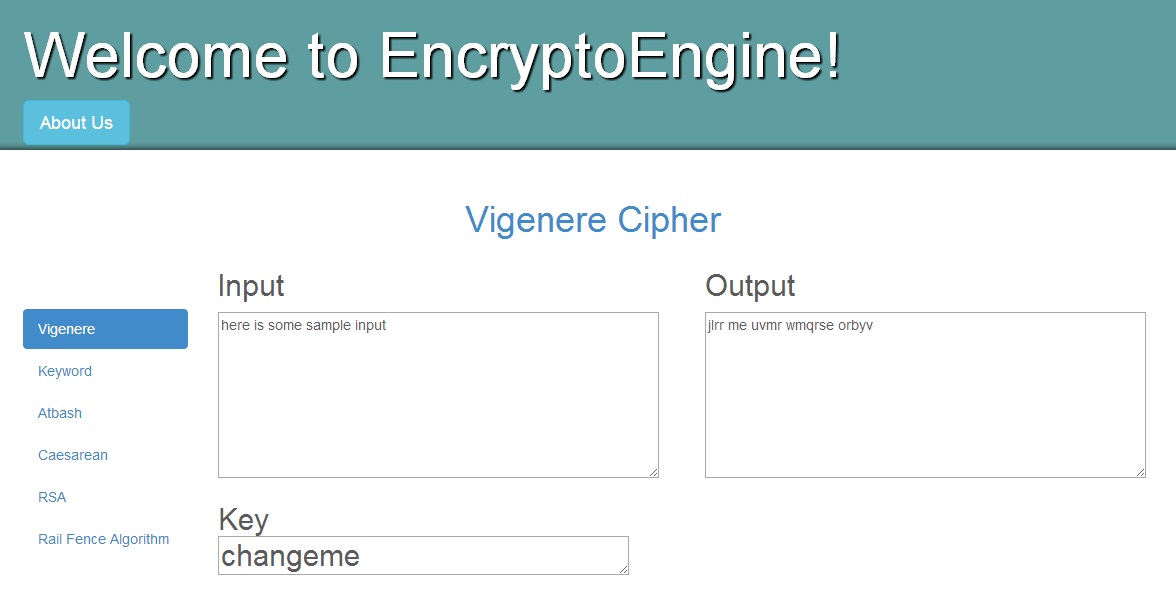 Welcome to EncryptoEngine!
About Us
Vigenere Cipher
Vigenere
Keyword
Atbash
Caesarean
RSA
Rail Fence Algorithm
Input
here is some sample input
Output
jlrr me uvmr wmqrse orbyv
Key
changeme